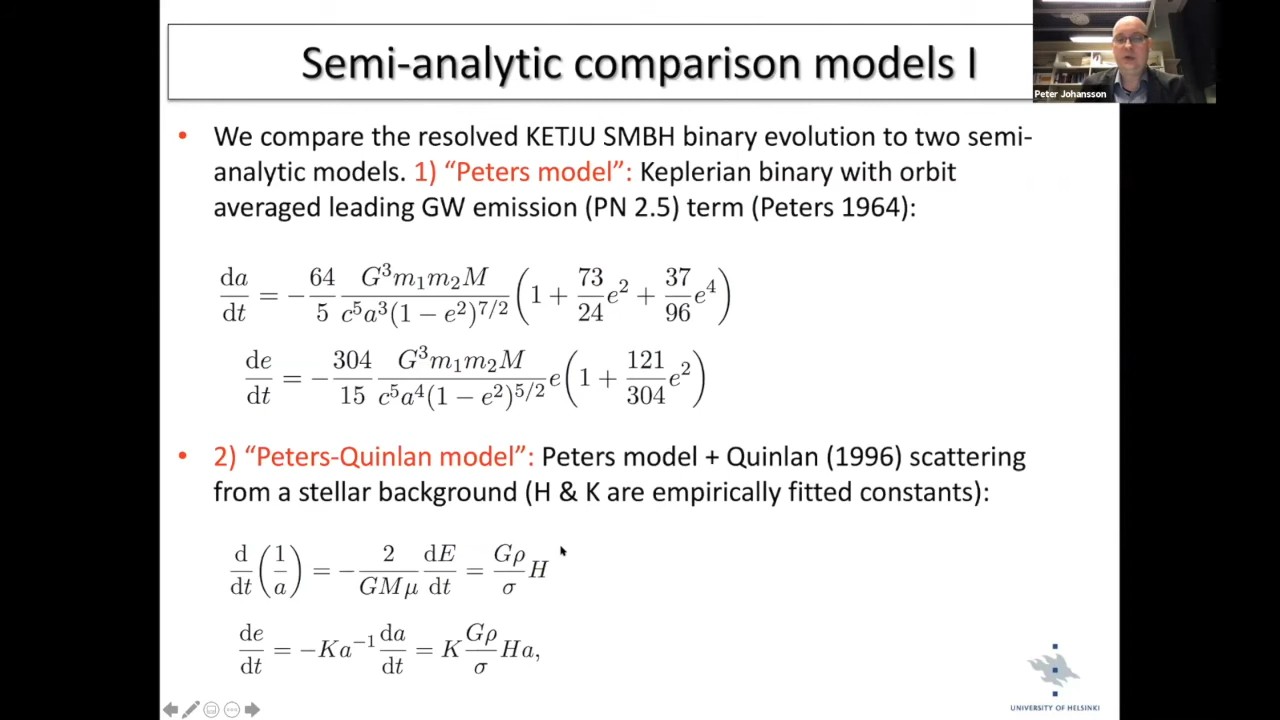 Semi-analytic comparison models I
Peter Johansson
• We compare the resolved KETJU SMBH binary evolution to two semi-
analytic models. 1) “Peters model”: Keplerian binary with orbit
averaged leading GW emission (PN 2.5) term (Peters 1964):
da/dt = −64/5 G³m₁m₂M/(c⁵a³(1 − e²)^{7/2}) (1 + 73/24 e² + 37/96 e⁴)
de/dt = −304/15 G³m₁m₂M/(c⁵a⁴(1 − e²)^{5/2}) e(1 + 121/304 e²)
• 2) “Peters-Quinlan model”: Peters model + Quinlan (1996) scattering
from a stellar background (H & K are empirically fitted constants):
d/dt (1/a) = −2/(GMμ) dE/dt = Gρ/σ H
de/dt = −Ka⁻¹ da/dt = K Gρ/σ Ha,
UNIVERSITY OF HELSINKI